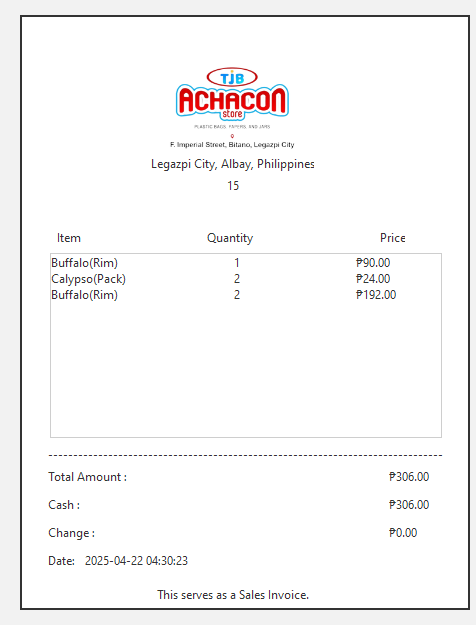 TJB
ACHACON
store
PLASTIC BAGS, PAPERS, AND JARS
F. Imperial Street, Bitano, Legazpi City
Legazpi City, Albay, Philippines
15
Item Quantity Price
Buffalo(Rim) 1 ₱90.00
Calypso(Pack) 2 ₱24.00
Buffalo(Rim) 2 ₱192.00
Total Amount : ₱306.00
Cash : ₱306.00
Change : ₱0.00
Date: 2025-04-22 04:30:23
This serves as a Sales Invoice.